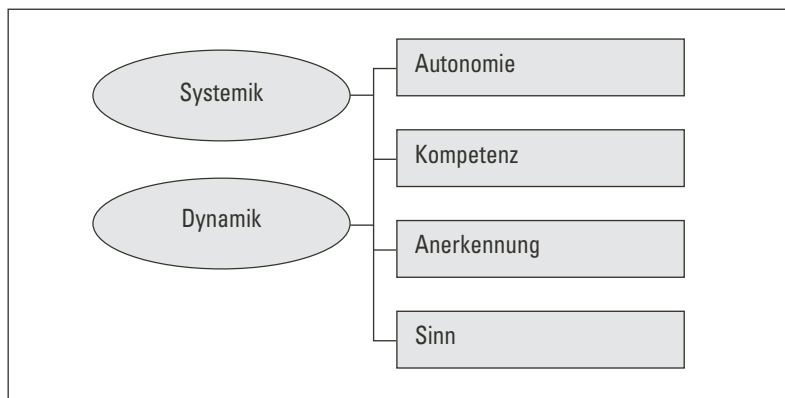 Systemik
Dynamik
Autonomie
Kompetenz
Anerkennung
Sinn